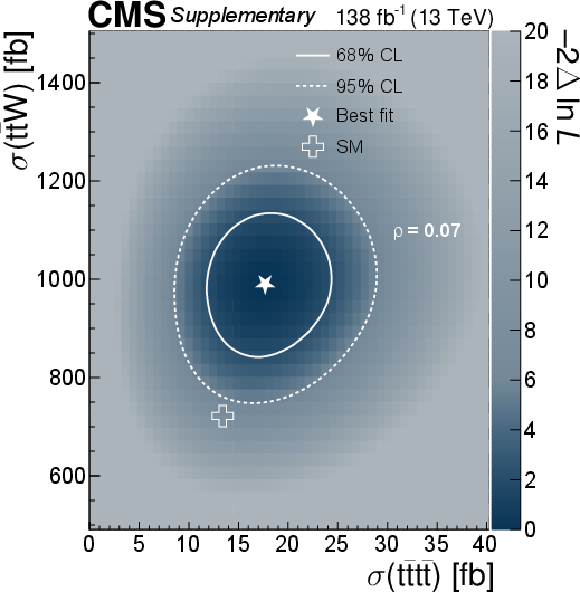 CMS Supplementary 138 fb⁻¹ (13 TeV)
σ(tt̄W) [fb]
1400
1200
1000
800
600
68% CL
95% CL
Best fit
SM
ρ = 0.07
0 5 10 15 20 25 30 35 40
σ(tt̄tt̄) [fb]
20
18
16
14
12
10
8
6
4
2
0
−2Δ ln L